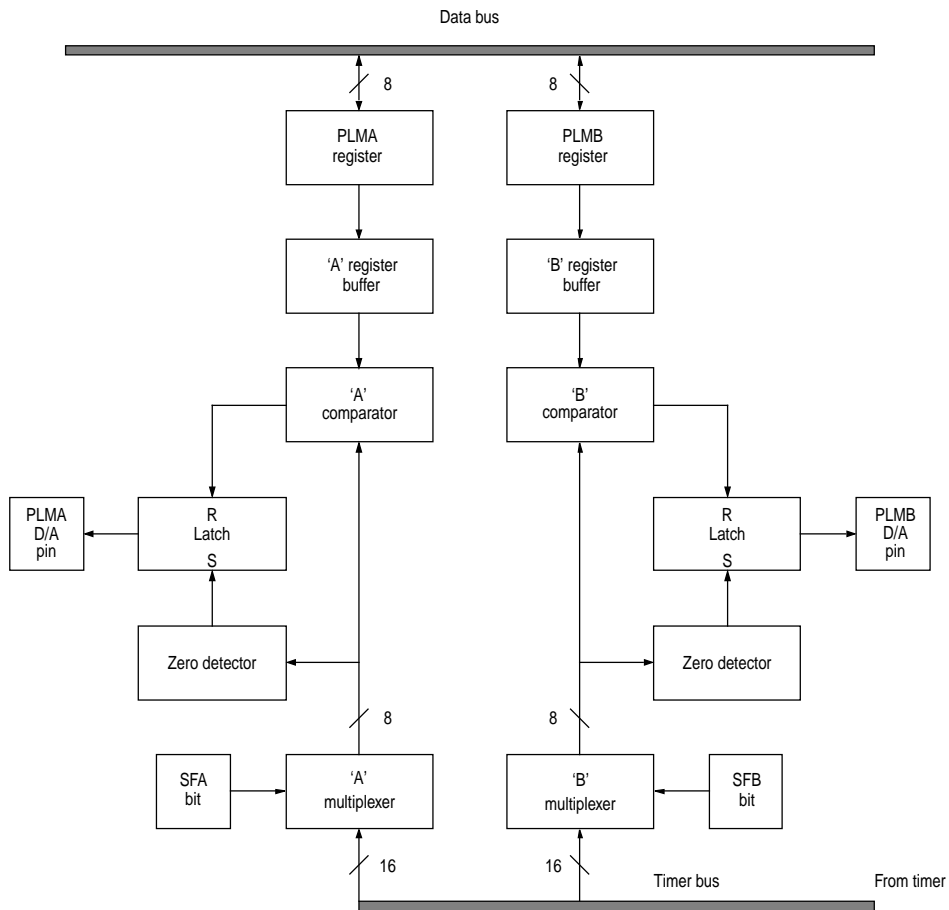 Data bus
8
8
PLMA
register
PLMB
register
‘A’ register
buffer
‘B’ register
buffer
‘A’
comparator
‘B’
comparator
PLMA
D/A
pin
R
Latch
S
R
Latch
S
PLMB
D/A
pin
Zero detector
Zero detector
8
8
SFA
bit
‘A’
multiplexer
‘B’
multiplexer
SFB
bit
16
16
Timer bus
From timer